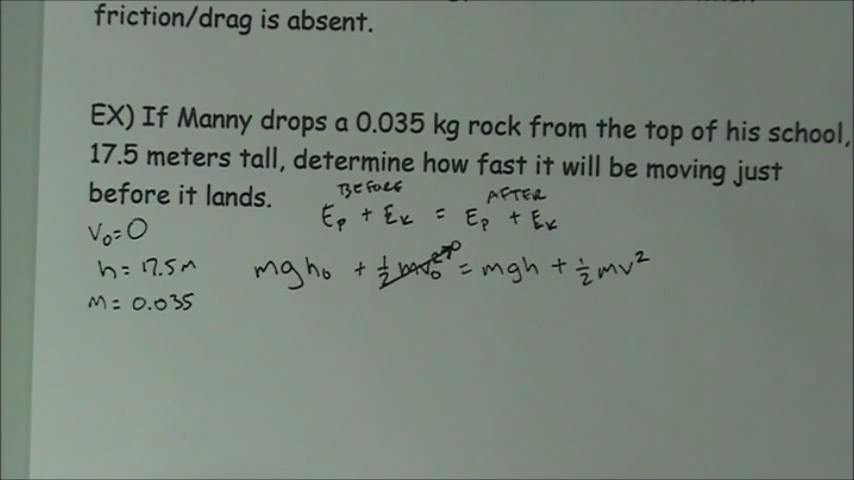 friction/drag is absent.
EX) If Manny drops a 0.035 kg rock from the top of his school,
17.5 meters tall, determine how fast it will be moving just
before it lands.
BEFORE AFTER
Ep + Ek = Ep + Ek
v₀ = 0
h = 17.5m
mgh₀ + ½mv₀² →0 = mgh + ½mv²
m = 0.035